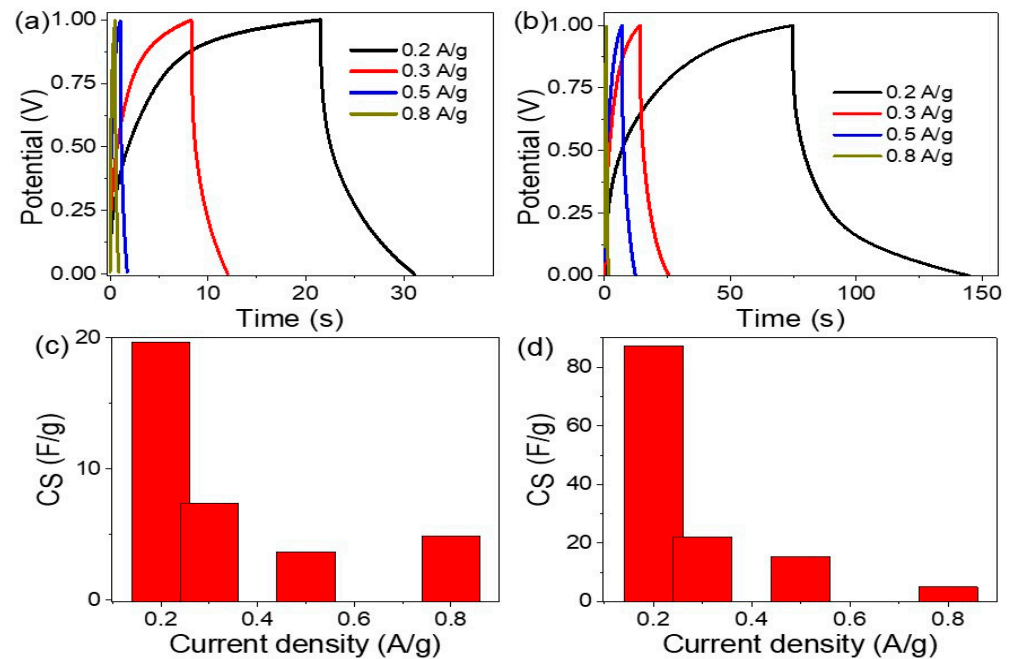 (a)
1.00
0.75
0.50
0.25
0.00
Potential (V)
0.2 A/g
0.3 A/g
0.5 A/g
0.8 A/g
0 10 20 30
Time (s)
(b)
1.00
0.75
0.50
0.25
0.00
Potential (V)
0.2 A/g
0.3 A/g
0.5 A/g
0.8 A/g
0 50 100 150
Time (s)
(c)
20
10
0
CS (F/g)
0.2 0.4 0.6 0.8
Current density (A/g)
(d)
80
60
40
20
0
CS (F/g)
0.2 0.4 0.6 0.8
Current density (A/g)